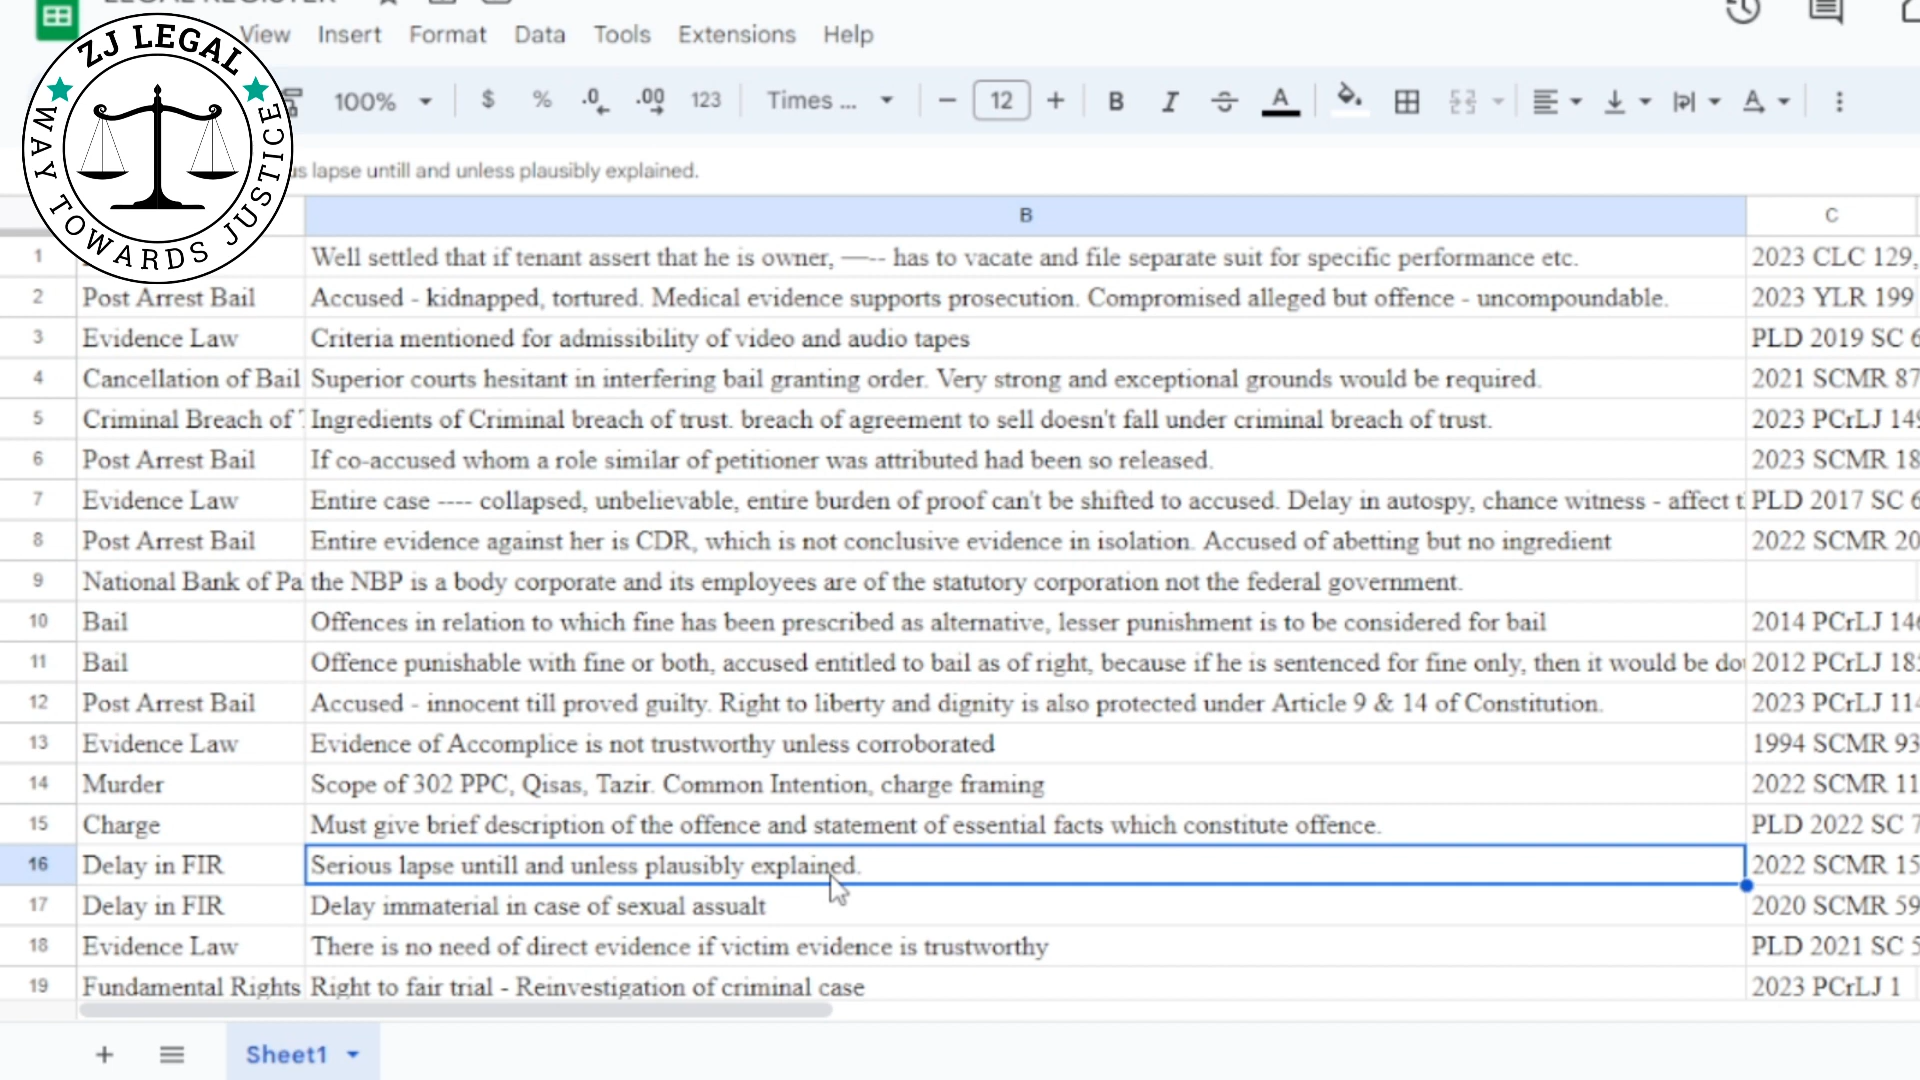 ZJ LEGAL
WAY TOWARDS JUSTICE
View Insert Format Data Tools Extensions Help
100% $ % .0 .00 123 Times ... 12 B I A
lapse untill and unless plausibly explained.
B C
1 Well settled that if tenant assert that he is owner, —-- has to vacate and file separate suit for specific performance etc. 2023 CLC 129,
2 Post Arrest Bail Accused - kidnapped, tortured. Medical evidence supports prosecution. Compromised alleged but offence - uncompoundable. 2023 YLR 199
3 Evidence Law Criteria mentioned for admissibility of video and audio tapes PLD 2019 SC 6
4 Cancellation of Bail Superior courts hesitant in interfering bail granting order. Very strong and exceptional grounds would be required. 2021 SCMR 87
5 Criminal Breach of Ingredients of Criminal breach of trust. breach of agreement to sell doesn't fall under criminal breach of trust. 2023 PCrLJ 149
6 Post Arrest Bail If co-accused whom a role similar of petitioner was attributed had been so released. 2023 SCMR 18
7 Evidence Law Entire case ---- collapsed, unbelievable, entire burden of proof can't be shifted to accused. Delay in autospy, chance witness - affect PLD 2017 SC 6
8 Post Arrest Bail Entire evidence against her is CDR, which is not conclusive evidence in isolation. Accused of abetting but no ingredient 2022 SCMR 20
9 National Bank of Pa the NBP is a body corporate and its employees are of the statutory corporation not the federal government.
10 Bail Offences in relation to which fine has been prescribed as alternative, lesser punishment is to be considered for bail 2014 PCrLJ 146
11 Bail Offence punishable with fine or both, accused entitled to bail as of right, because if he is sentenced for fine only, then it would be do 2012 PCrLJ 18
12 Post Arrest Bail Accused - innocent till proved guilty. Right to liberty and dignity is also protected under Article 9 & 14 of Constitution. 2023 PCrLJ 114
13 Evidence Law Evidence of Accomplice is not trustworthy unless corroborated 1994 SCMR 93
14 Murder Scope of 302 PPC, Qisas, Tazir. Common Intention, charge framing 2022 SCMR 11
15 Charge Must give brief description of the offence and statement of essential facts which constitute offence. PLD 2022 SC 7
16 Delay in FIR Serious lapse untill and unless plausibly explained. 2022 SCMR 15
17 Delay in FIR Delay immaterial in case of sexual assualt 2020 SCMR 59
18 Evidence Law There is no need of direct evidence if victim evidence is trustworthy PLD 2021 SC 5
19 Fundamental Rights Right to fair trial - Reinvestigation of criminal case 2023 PCrLJ 1
Sheet1